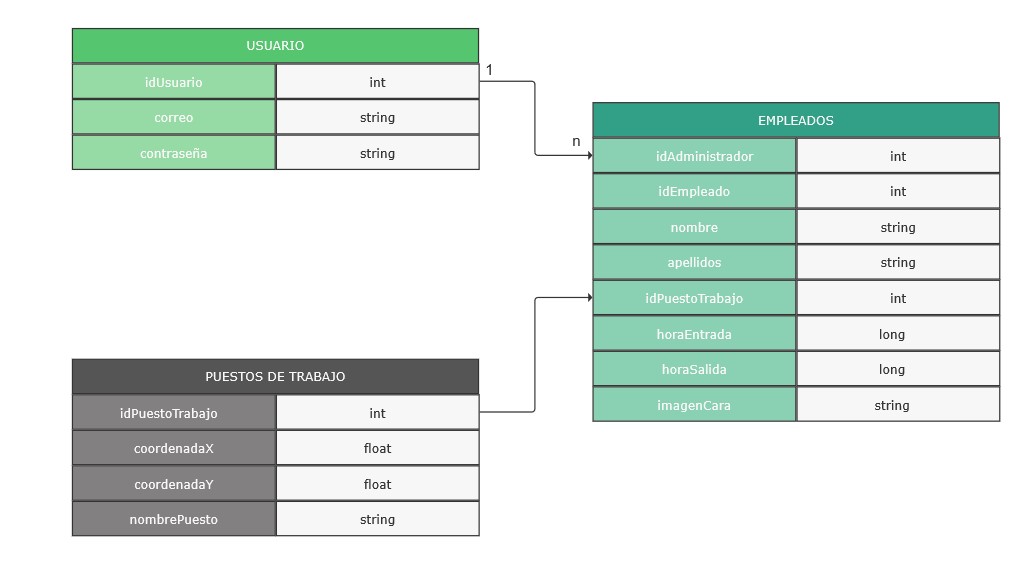 USUARIO
idUsuario int
correo string
contraseña string
1
n
EMPLEADOS
idAdministrador int
idEmpleado int
nombre string
apellidos string
idPuestoTrabajo int
horaEntrada long
horaSalida long
imagenCara string
PUESTOS DE TRABAJO
idPuestoTrabajo int
coordenadaX float
coordenadaY float
nombrePuesto string